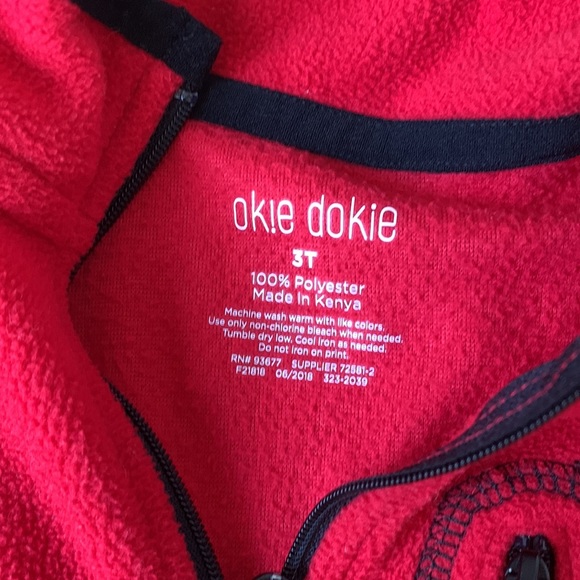 okie dokie
3T
100% Polyester
Made in Kenya
Machine wash warm with like colors.
Use only non-chlorine bleach when needed.
Tumble dry low. Cool iron as needed.
Do not iron on print.
RN# 93677 SUPPLIER 72581-2
F21818 06/2018 323-2039